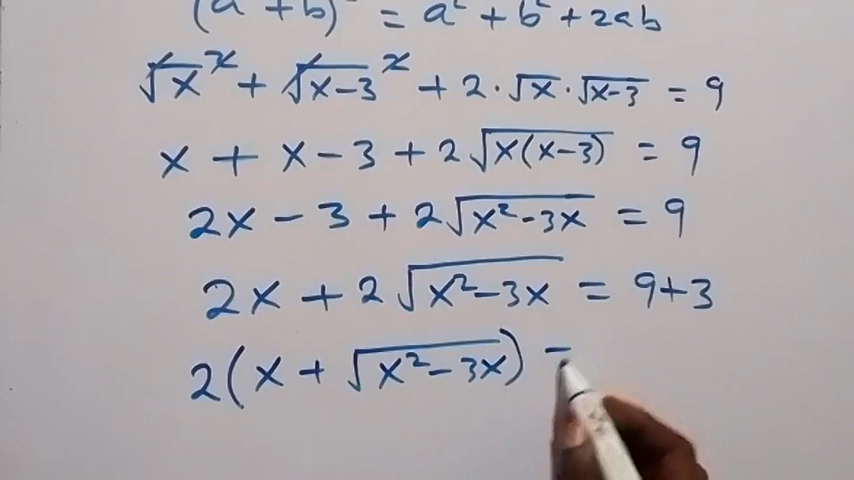 (a + b)² = a² + b² + 2ab
√x² + √x-3² + 2·√x·√x-3 = 9
x + x - 3 + 2√x(x-3) = 9
2x - 3 + 2√x²-3x = 9
2x + 2√x²-3x = 9+3
2(x + √x²-3x) =